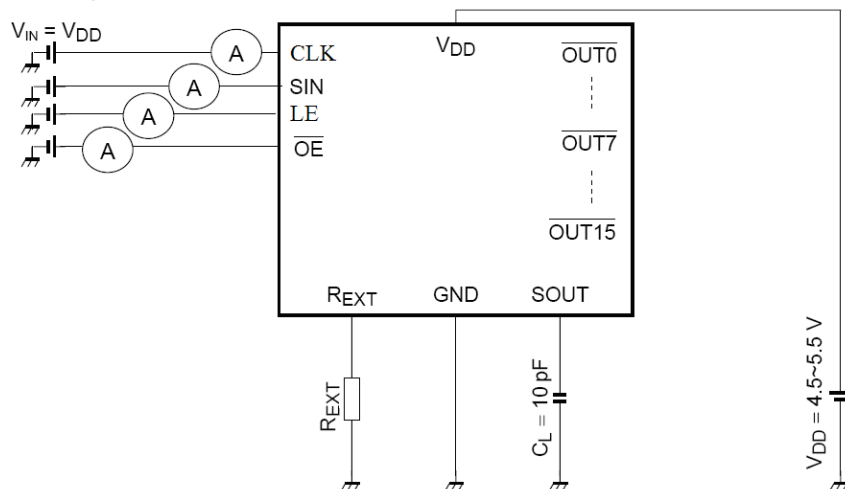 V_IN = V_DD
A
CLK
A
SIN
A
LE
A
OE
V_DD
OUT0
OUT7
OUT15
R_EXT
GND
SOUT
R_EXT
C_L = 10 pF
V_DD = 4.5~5.5 V